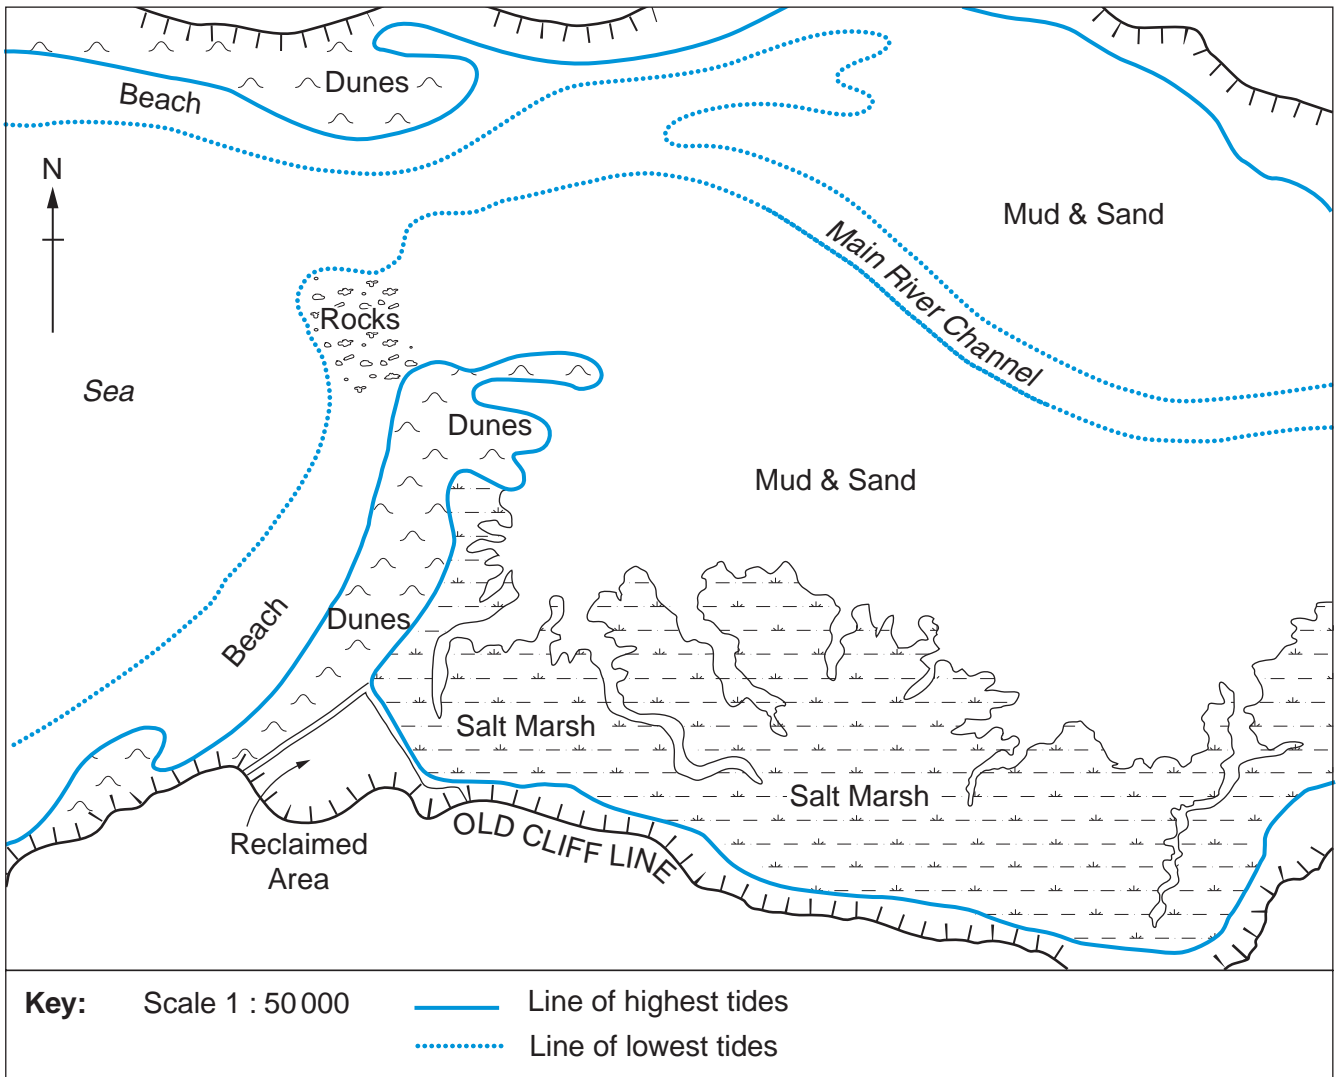 Dunes
Beach
N
Mud & Sand
Main River Channel
Rocks
Sea
Dunes
Mud & Sand
Beach
Dunes
Salt Marsh
Salt Marsh
Reclaimed
Area
OLD CLIFF LINE
Key: Scale 1 : 50 000 Line of highest tides
Line of lowest tides